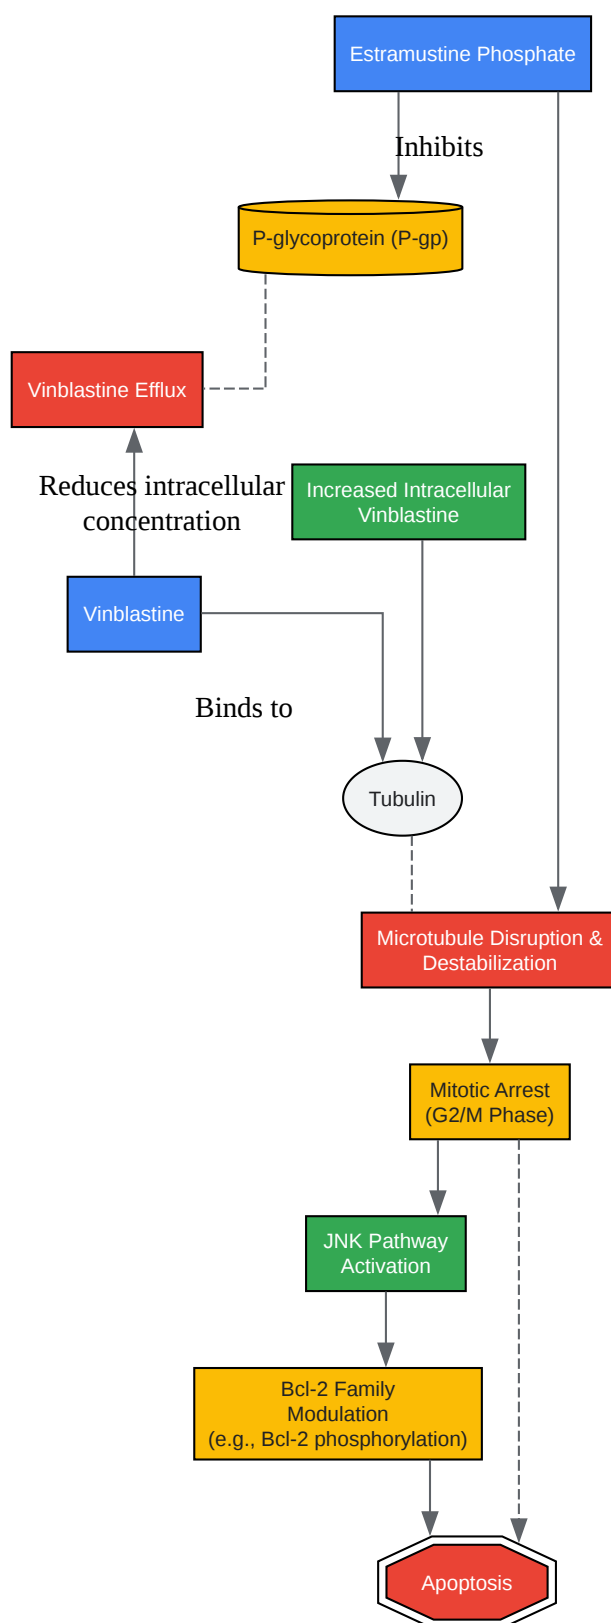 Estramustine Phosphate
Inhibits
P-glycoprotein (P-gp)
Vinblastine Efflux
Reduces intracellular
concentration
Increased Intracellular
Vinblastine
Vinblastine
Binds to
Tubulin
Microtubule Disruption &
Destabilization
Mitotic Arrest
(G2/M Phase)
JNK Pathway
Activation
Bcl-2 Family
Modulation
(e.g., Bcl-2 phosphorylation)
Apoptosis